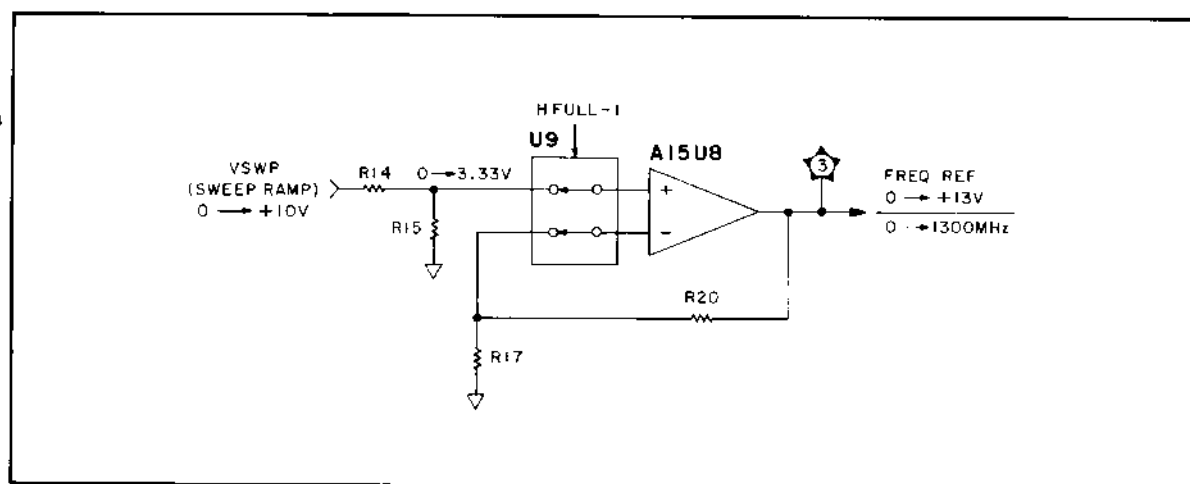 HFULL-1
U9
A15U8
VSWP
(SWEEP RAMP)
0 → +10V
R14
0→3.33V
R15
+
−
3
FREQ REF
0 → +13V
0 → 1300MHz
R20
R17